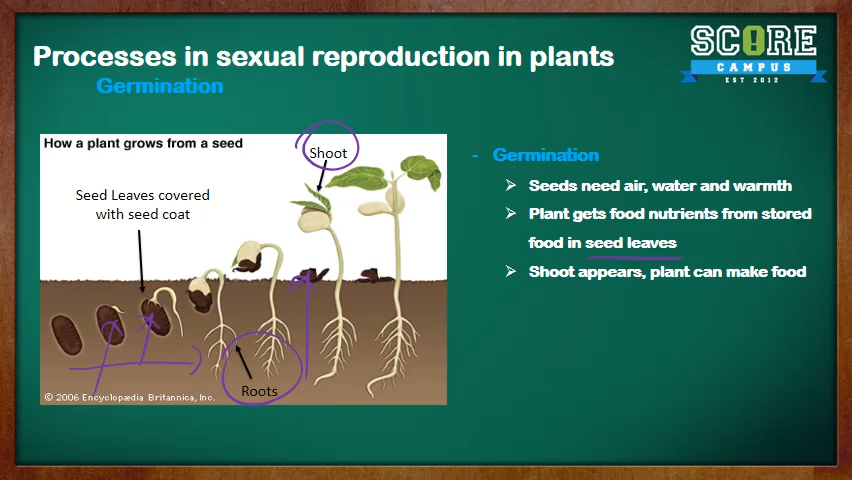 Processes in sexual reproduction in plants
Germination
SCORE
CAMPUS
EST 2012
How a plant grows from a seed
Shoot
Seed Leaves covered
with seed coat
Roots
© 2006 Encyclopædia Britannica, Inc.
- Germination
➢ Seeds need air, water and warmth
➢ Plant gets food nutrients from stored
food in seed leaves
➢ Shoot appears, plant can make food